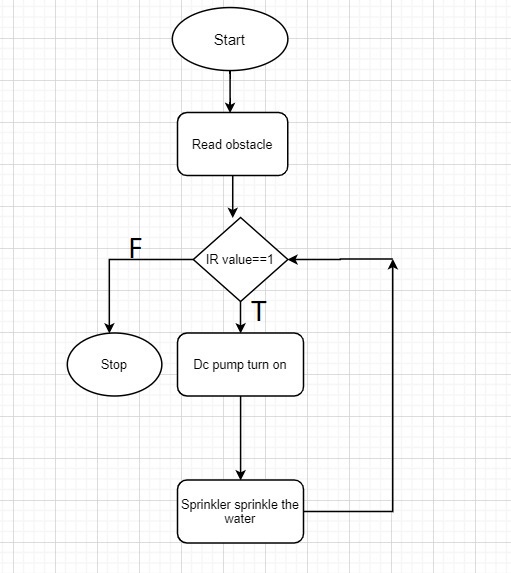 Start
Read obstacle
IR value==1
F
T
Stop
Dc pump turn on
Sprinkler sprinkle the
water